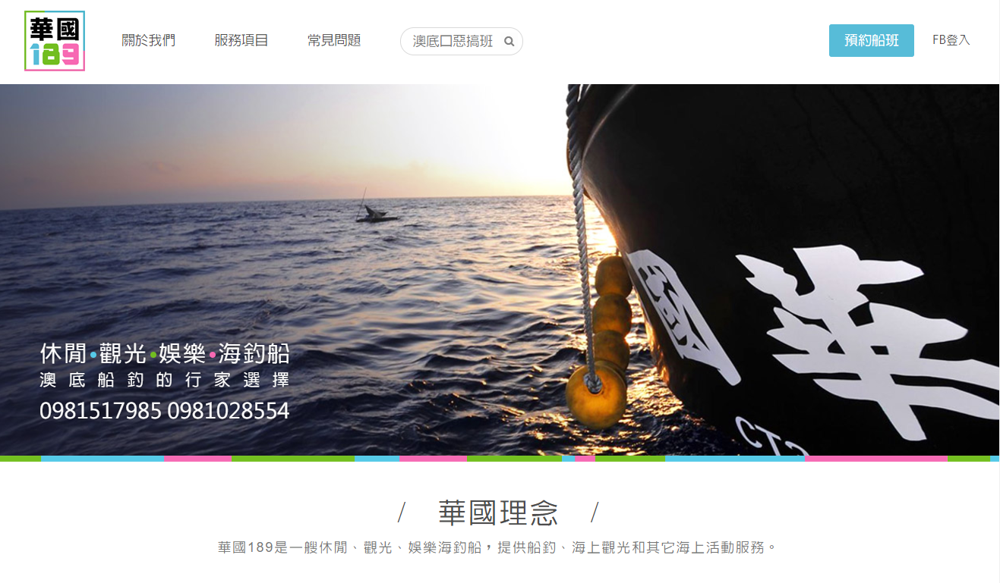 華國
189
關於我們
服務項目
常見問題
澳底囗惡搞班
預約船班
FB登入
國華
CT2
休閒•觀光•娛樂•海釣船
澳底船釣的行家選擇
0981517985 0981028554
/ 華國理念 /
華國189是一艘休閒、觀光、娛樂海釣船，提供船釣、海上觀光和其它海上活動服務。